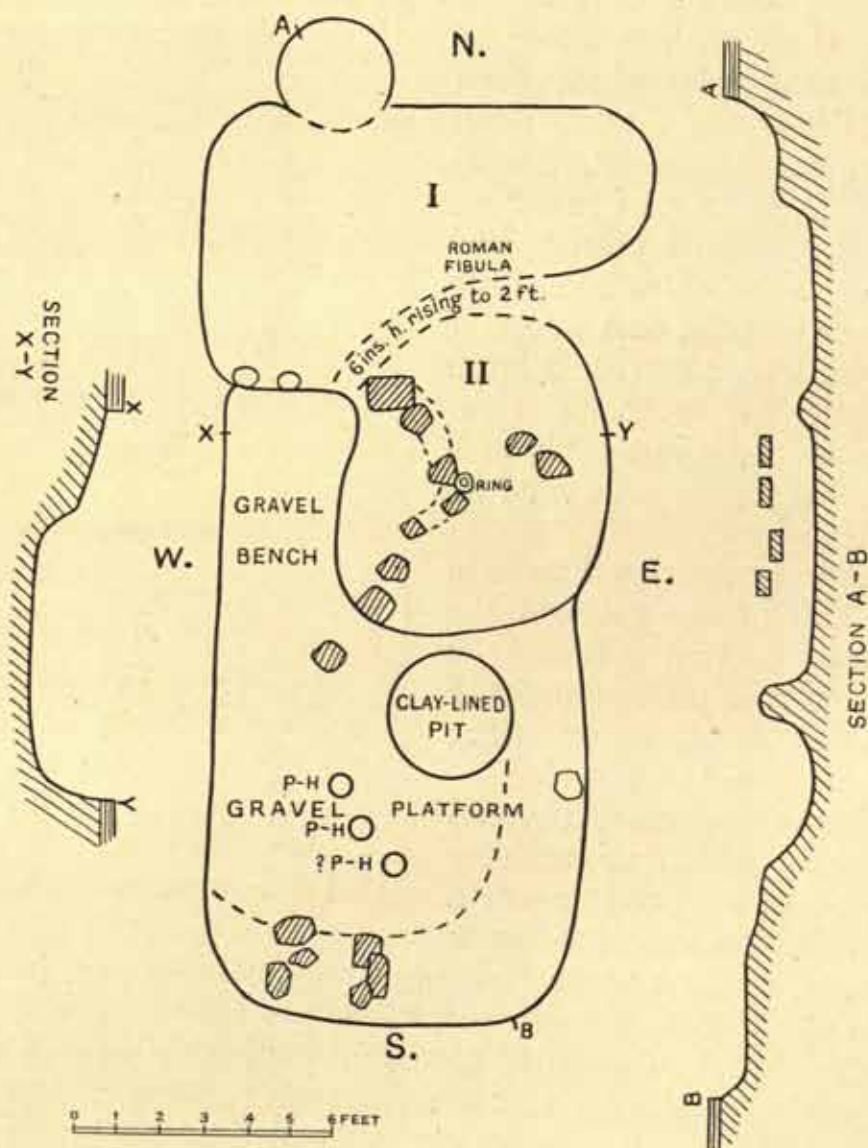 A
N.
A
I
ROMAN
FIBULA
6 ins. h. rising to 2 ft.
SECTION
X-Y
X
II
X
Y
RING
GRAVEL
BENCH
W.
E.
SECTION A-B
CLAY-LINED
PIT
P-H
GRAVEL PLATFORM
P-H
? P-H
Y
B
S.
B
0 1 2 3 4 5 6 FEET